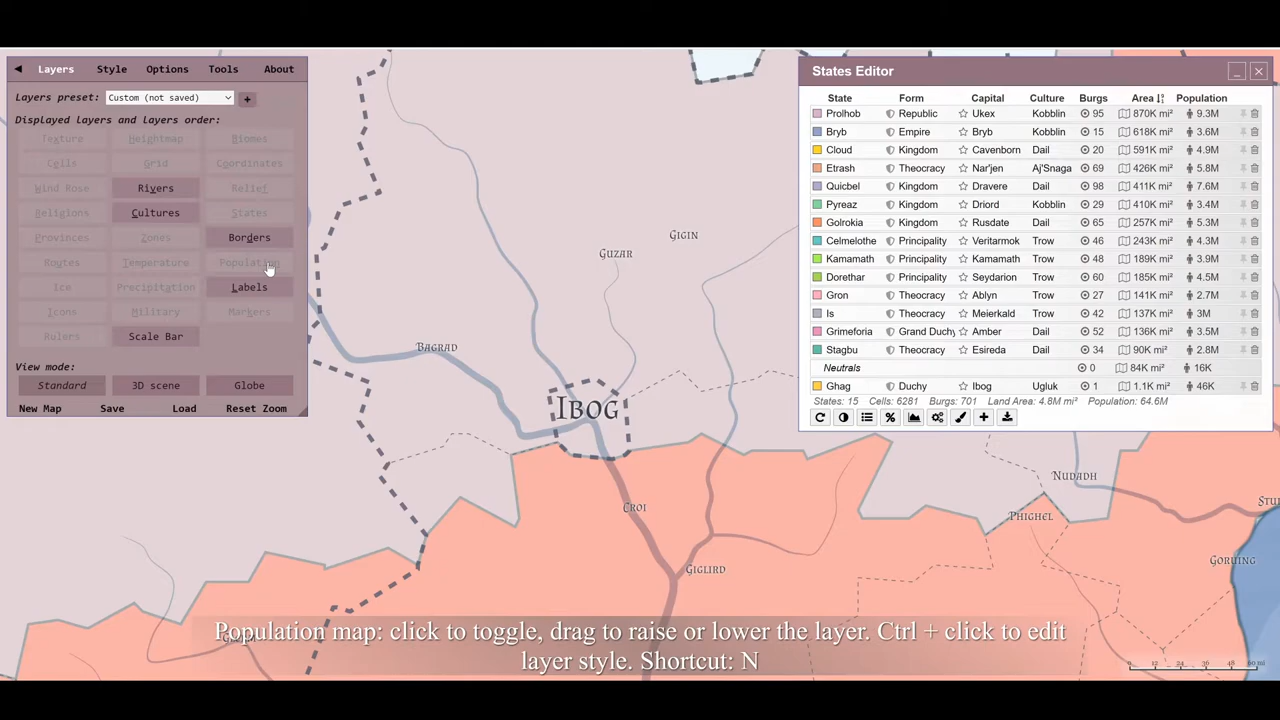 Layers Style Options Tools About
Layers preset: Custom (not saved) +
Displayed layers and layers order:
Texture Heightmap Biomes
Cells Grid Coordinates
Wind Rose Rivers Relief
Religions Cultures States
Provinces Zones Borders
Routes Temperature Population
Ice Precipitation Labels
Icons Military Markers
Rulers Scale Bar
View mode:
Standard 3D scene Globe
New Map Save Load Reset Zoom
States Editor
State Form Capital Culture Burgs Area Population
Prolhob Republic Ukex Kobblin 95 870K mi² 9.3M
Bryb Empire Bryb Kobblin 15 618K mi² 3.6M
Cloud Kingdom Cavenborn Dail 20 591K mi² 4.9M
Etrash Theocracy Nar'jen Aj'Snaga 69 426K mi² 5.8M
Quicbel Kingdom Dravere Dail 98 411K mi² 7.6M
Pyreaz Kingdom Driord Kobblin 29 410K mi² 3.4M
Golrokia Kingdom Rusdate Dail 65 257K mi² 5.3M
Celmelothe Principality Veritarmok Trow 46 243K mi² 4.3M
Kamamath Principality Braijik Trow 48 189K mi² 3.9M
Dorethar Principality Seydarion Trow 60 185K mi² 4.5M
Gron Theocracy Ablyn Trow 27 141K mi² 2.7M
Is Theocracy Meierkald Trow 42 137K mi² 3M
Grimeforia Grand Duchy Amber Dail 52 136K mi² 3.5M
Stagbu Theocracy Esireda Dail 34 90K mi² 2.8M
Neutrals 0 84K mi² 16K
Ghag Duchy Ibog Ugluk 1 1.1K mi² 46K
States: 15 Cells: 6281 Burgs: 701 Land Area: 4.8M mi² Population: 64.6M
Gigin
Guzar
Bagrad
Ibog
Nudadh
Croi
Phighel
Goruing
Giglird
Population map: click to toggle, drag to raise or lower the layer. Ctrl + click to edit
layer style. Shortcut: N
0 12 24 36 48 60 mi